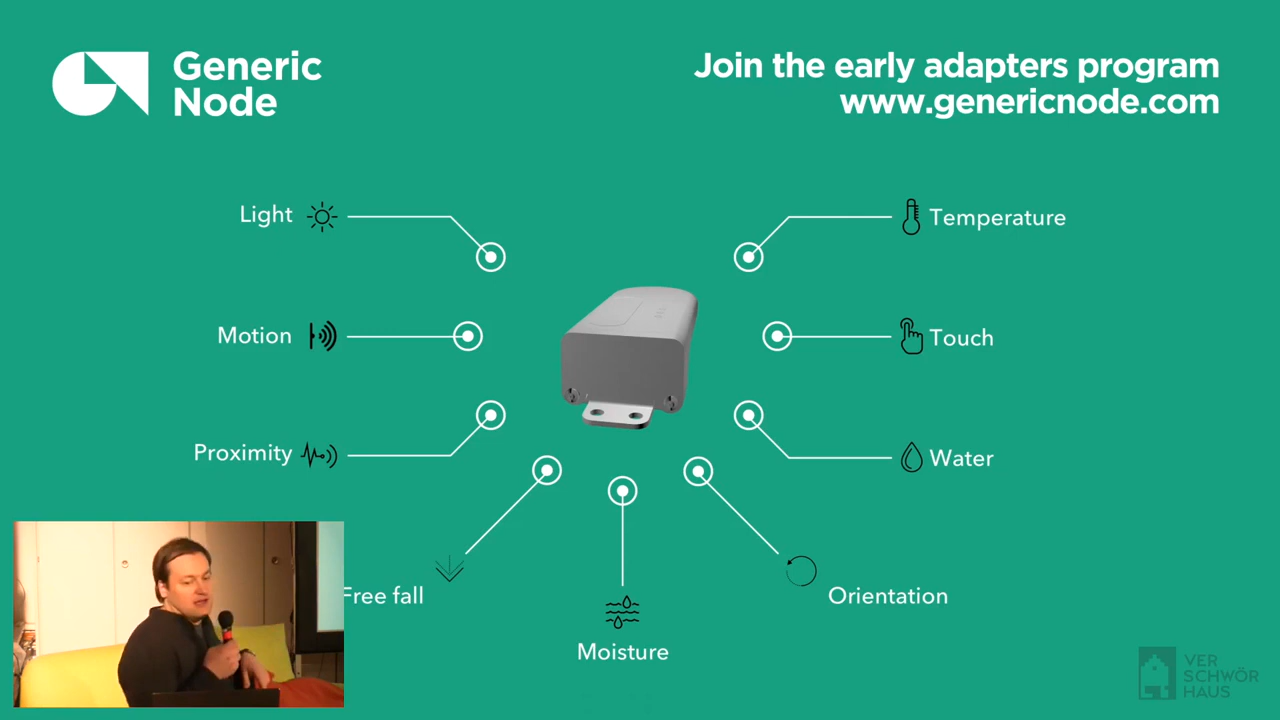 Generic
Node
Join the early adapters program
www.genericnode.com
Light
Temperature
Motion
Touch
Proximity
Water
Free fall
Orientation
Moisture
VER
SCHWÖR
HAUS